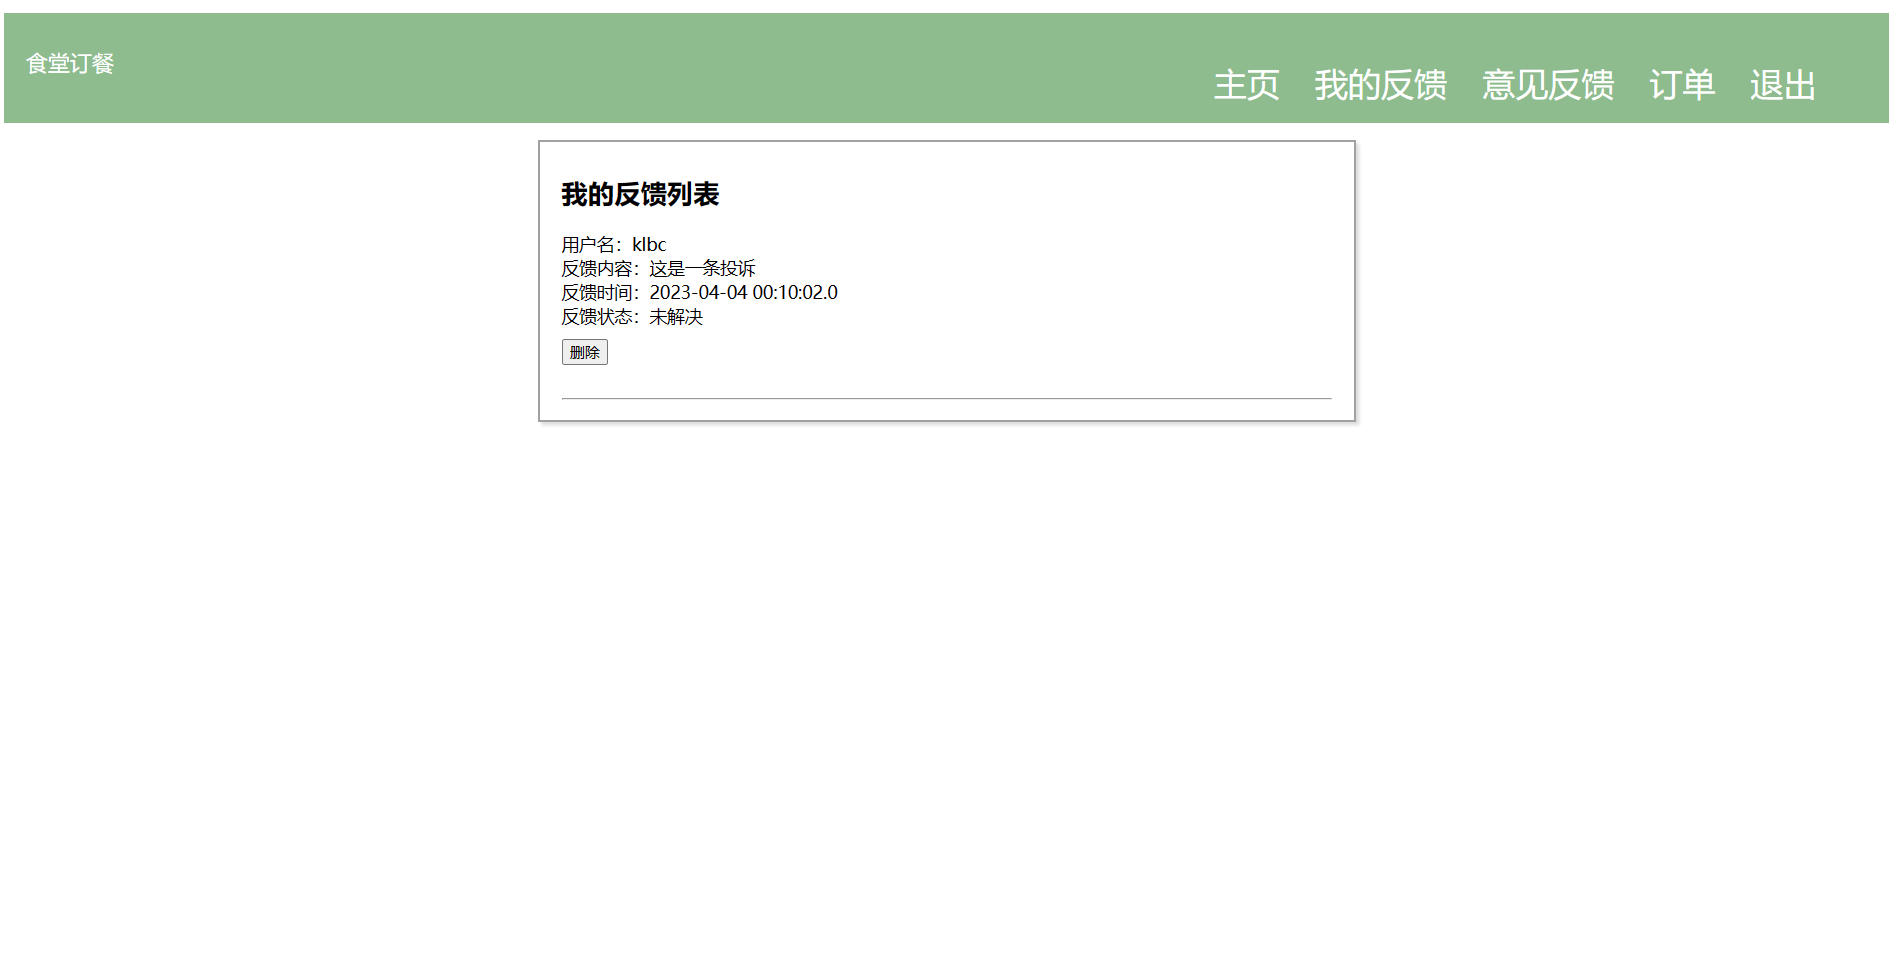 食堂订餐
主页 我的反馈 意见反馈 订单 退出
我的反馈列表
用户名：klbc
反馈内容：这是一条投诉
反馈时间：2023-04-04 00:10:02.0
反馈状态：未解决
删除